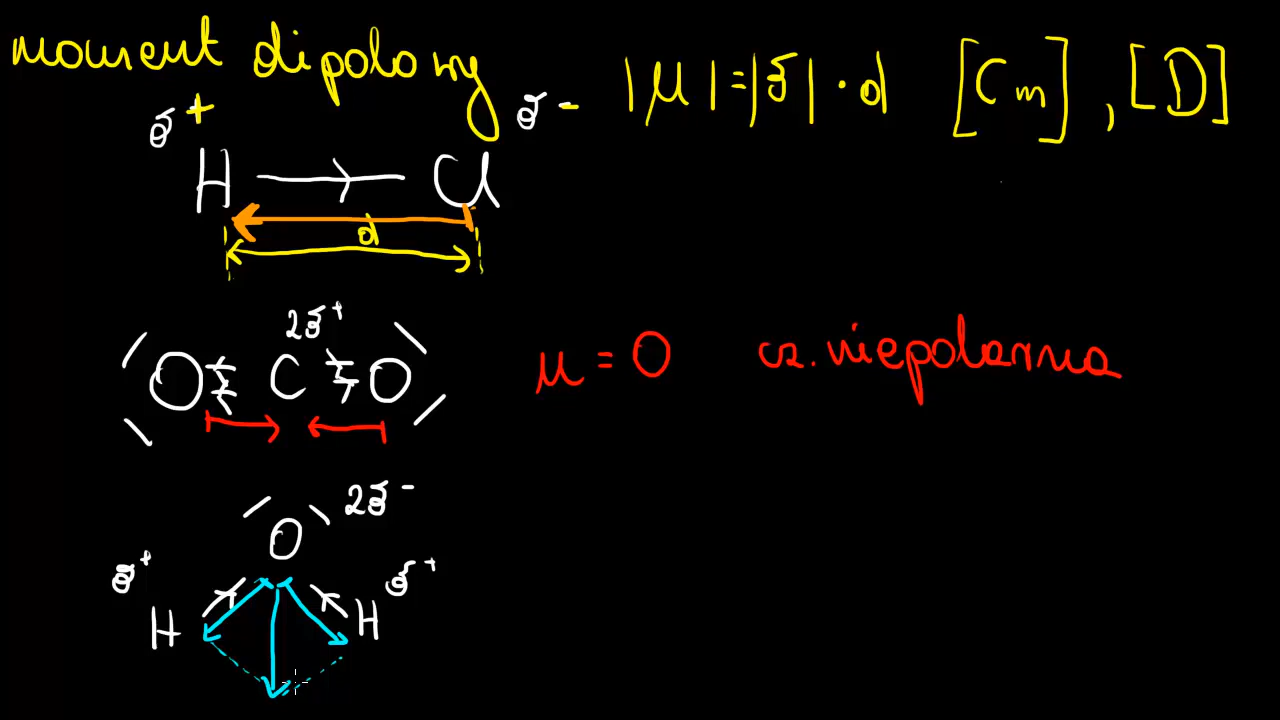 moment dipolowy |μ| = |δ| · d [Cm], [D]
δ+ δ-
H Cl
d
2δ+
O C O μ = 0 cz. niepolarna
2δ-
O
δ+ δ+
H H